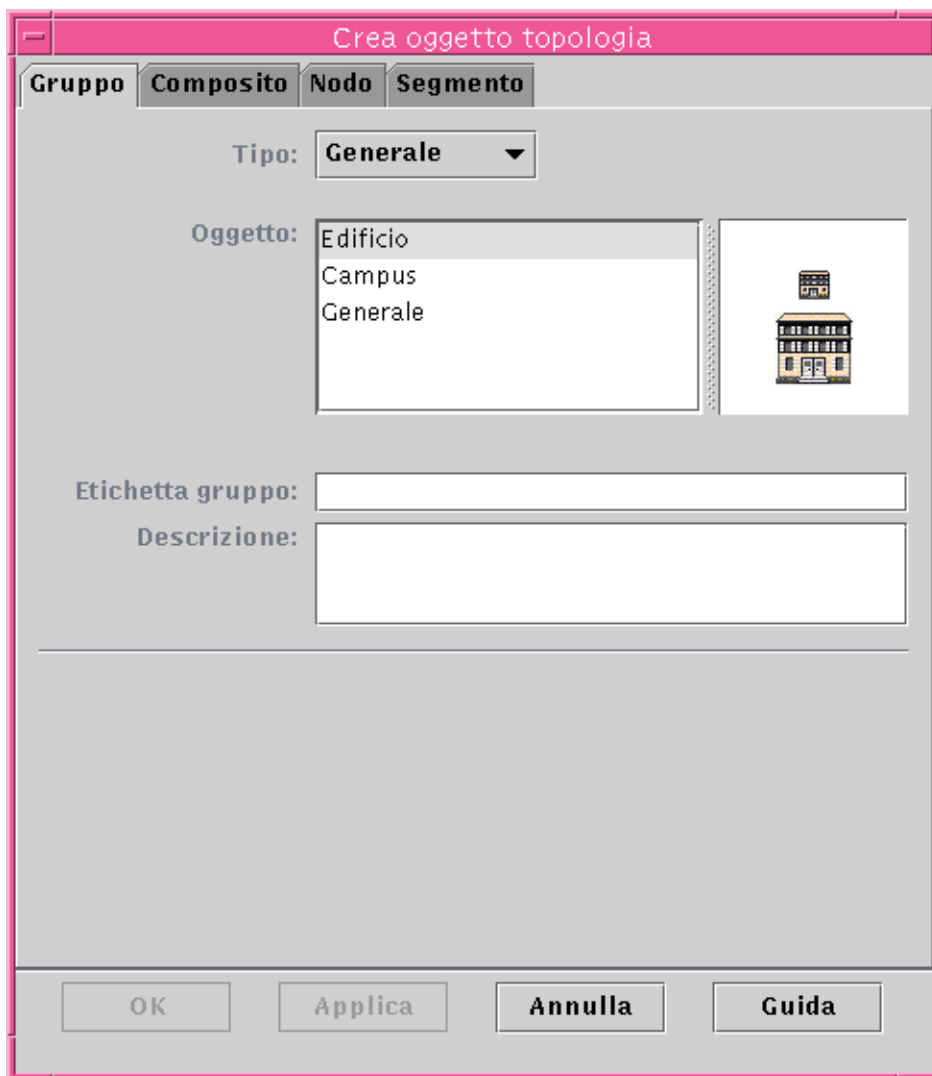 Crea oggetto topologia
Gruppo Composito Nodo Segmento
Tipo: Generale
Oggetto: Edificio
Campus
Generale
Etichetta gruppo:
Descrizione:
OK Applica Annulla Guida